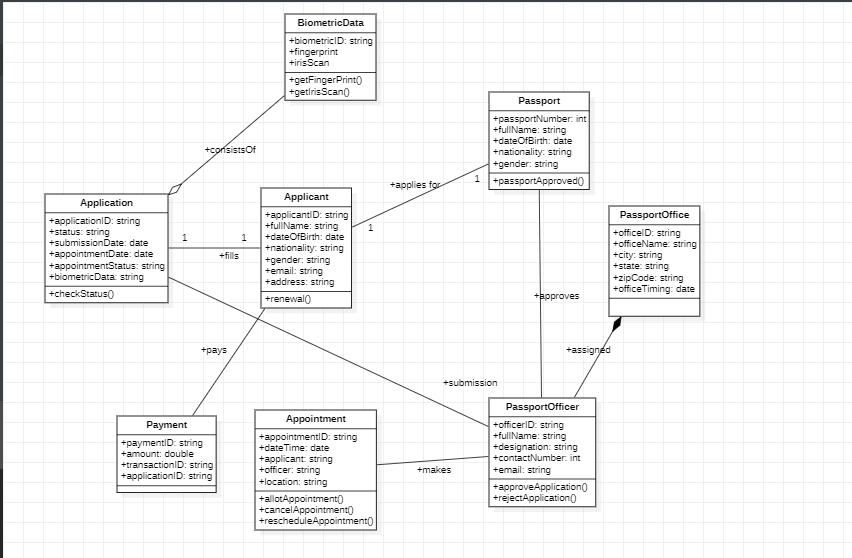 BiometricData
+biometricID: string
+fingerprint
+irisScan
+getFingerPrint()
+getIrisScan()
+consistsOf
Passport
+passportNumber: int
+fullName: string
+dateOfBirth: date
+nationality: string
+gender: string
+passportApproved()
+applies for
1
1
Application
+applicationID: string
+status: string
+submissionDate: date
+appointmentDate: date
+appointmentStatus: string
+biometricData: string
+checkStatus()
1
1
+fills
Applicant
+applicantID: string
+fullName: string
+dateOfBirth: date
+nationality: string
+gender: string
+email: string
+address: string
+renewal()
PassportOffice
+officeID: string
+officeName: string
+city: string
+state: string
+zipCode: string
+officeTiming: date
+approves
+assigned
+pays
+submission
Payment
+paymentID: string
+amount: double
+transactionID: string
+applicationID: string
Appointment
+appointmentID: string
+dateTime: date
+applicant: string
+officer: string
+location: string
+allotAppointment()
+cancelAppointment()
+rescheduleAppointment()
+makes
PassportOfficer
+officerID: string
+fullName: string
+designation: string
+contactNumber: int
+email: string
+approveApplication()
+rejectApplication()